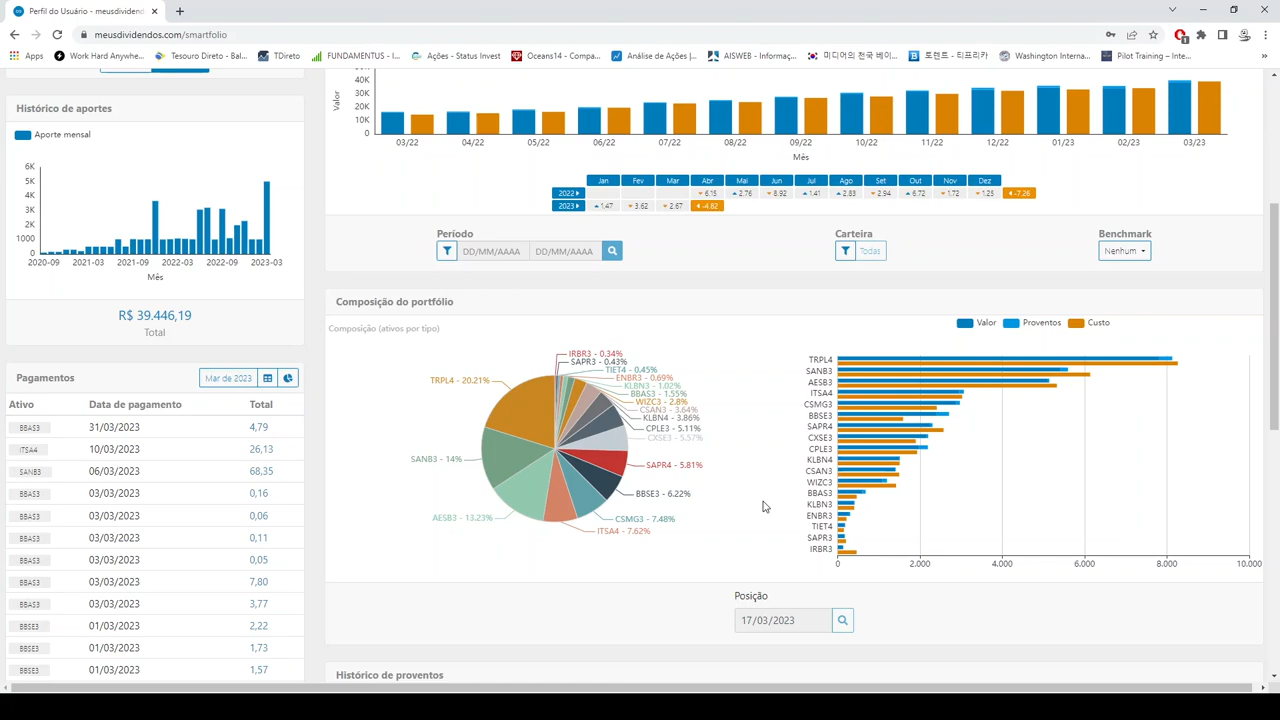 Perfil do Usuário - meusdividendos
meusdividendos.com/smartfolio
Apps
Work Hard Anywhe...
Tesouro Direto - Bal...
TDireto
FUNDAMENTUS - I...
Ações - Status Invest
Oceans14 - Compa...
Análise de Ações |...
AISWEB - Informaç...
미디어의 천국 베이...
토렌트 - 티프리카
Washington Interna...
Pilot Training – Inte...
Histórico de aportes
Aporte mensal
6K
5K
4K
3K
2K
1000
0
2020-09 2021-03 2021-09 2022-03 2022-09 2023-03
Mês
R$ 39.446,19
Total
Pagamentos
Mar de 2023
Ativo Data de pagamento Total
BBAS3 31/03/2023 4,79
ITSA4 10/03/2023 26,13
SANB3 06/03/2023 68,35
BBAS3 03/03/2023 0,16
BBAS3 03/03/2023 0,06
BBAS3 03/03/2023 0,11
BBAS3 03/03/2023 0,05
BBAS3 03/03/2023 7,80
BBAS3 03/03/2023 3,77
BBSE3 01/03/2023 2,22
BBSE3 01/03/2023 1,73
BBSE3 01/03/2023 1,57
Valor
40K
30K
20K
10K
0
03/22 04/22 05/22 06/22 07/22 08/22 09/22 10/22 11/22 12/22 01/23 02/23 03/23
Mês
Jan Fev Mar Abr Mai Jun Jul Ago Set Out Nov Dez
2022 6.15 2.76 8.92 1.41 2.83 2.94 6.72 1.72 1.25 -7.26
2023 1.47 3.62 2.67 -4.82
Período
DD/MM/AAAA DD/MM/AAAA
Carteira
Todas
Benchmark
Nenhum
Composição do portfólio
Composição (ativos por tipo)
IRBR3 - 0.34%
SAPR3 - 0.43%
TIET4 - 0.45%
ENBR3 - 0.69%
KLBN3 - 1.02%
BBAS3 - 1.55%
WIZC3 - 2.8%
CSAN3 - 3.64%
KLBN4 - 3.86%
CPLE3 - 5.11%
CXSE3 - 5.57%
SAPR4 - 5.81%
BBSE3 - 6.22%
CSMG3 - 7.48%
ITSA4 - 7.62%
AESB3 - 13.23%
SANB3 - 14%
TRPL4 - 20.21%
Valor Proventos Custo
TRPL4
SANB3
AESB3
ITSA4
CSMG3
BBSE3
SAPR4
CXSE3
CPLE3
KLBN4
CSAN3
WIZC3
BBAS3
KLBN3
ENBR3
TIET4
SAPR3
IRBR3
0 2.000 4.000 6.000 8.000 10.000
Posição
17/03/2023
Histórico de proventos